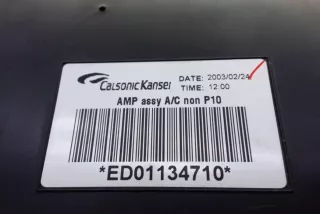 CALSONIC KANSEI
DATE: 2003/02/24
TIME: 12:00
AMP assy A/C non P10
*ED01134710*